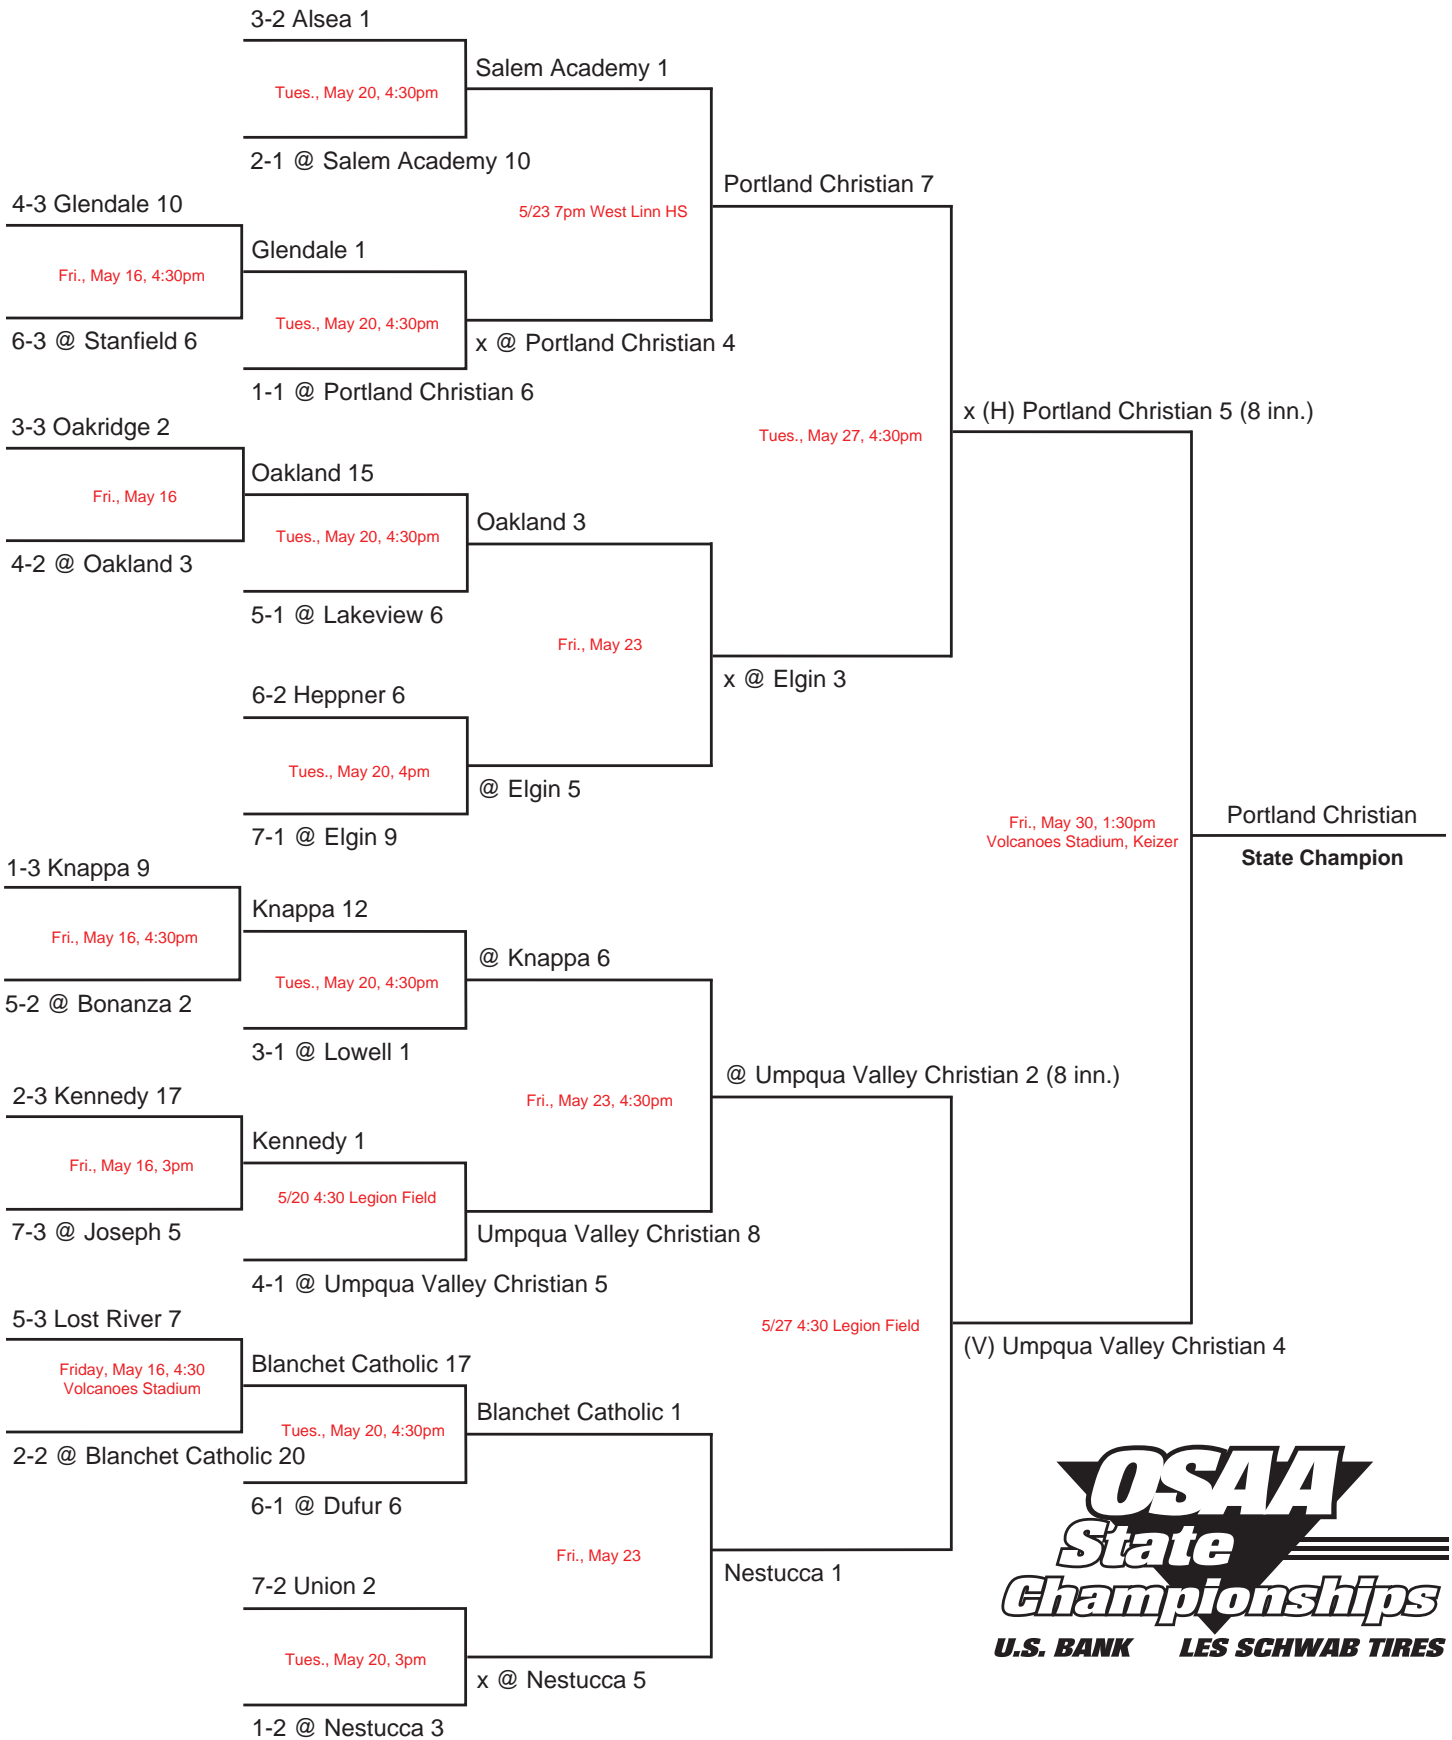 3-2 Alsea 1
Salem Academy 1
Tues., May 20, 4:30pm
2-1 @ Salem Academy 10
Portland Christian 7
4-3 Glendale 10
5/23 7pm West Linn HS
Glendale 1
Fri., May 16, 4:30pm
Tues., May 20, 4:30pm
6-3 @ Stanfield 6
x @ Portland Christian 4
1-1 @ Portland Christian 6
x (H) Portland Christian 5 (8 inn.)
3-3 Oakridge 2
Tues., May 27, 4:30pm
Oakland 15
Fri., May 16
Oakland 3
Tues., May 20, 4:30pm
4-2 @ Oakland 3
5-1 @ Lakeview 6
Fri., May 23
x @ Elgin 3
6-2 Heppner 6
Tues., May 20, 4pm
@ Elgin 5
Portland Christian
Fri., May 30, 1:30pm
Volcanoes Stadium, Keizer
7-1 @ Elgin 9
State Champion
1-3 Knappa 9
Knappa 12
Fri., May 16, 4:30pm
@ Knappa 6
Tues., May 20, 4:30pm
5-2 @ Bonanza 2
3-1 @ Lowell 1
@ Umpqua Valley Christian 2 (8 inn.)
2-3 Kennedy 17
Fri., May 23, 4:30pm
Kennedy 1
Fri., May 16, 3pm
5/20 4:30 Legion Field
7-3 @ Joseph 5
Umpqua Valley Christian 8
4-1 @ Umpqua Valley Christian 5
5-3 Lost River 7
5/27 4:30 Legion Field
(V) Umpqua Valley Christian 4
Blanchet Catholic 17
Friday, May 16, 4:30
Volcanoes Stadium
Blanchet Catholic 1
Tues., May 20, 4:30pm
2-2 @ Blanchet Catholic 20
6-1 @ Dufur 6
Fri., May 23
Nestucca 1
7-2 Union 2
Tues., May 20, 3pm
x @ Nestucca 5
1-2 @ Nestucca 3
OSAA
State
Championships
U.S. BANK LES SCHWAB TIRES